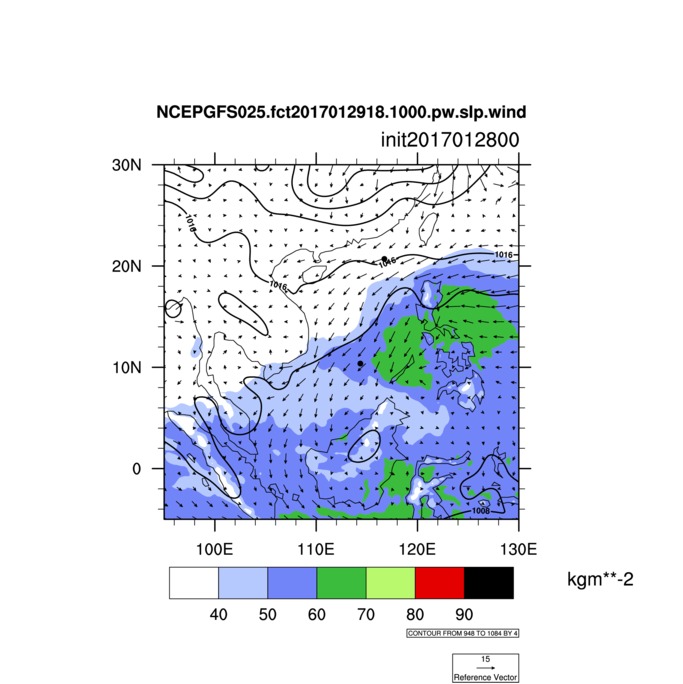 NCEPGFS025.fct2017012918.1000.pw.slp.wind
init2017012800
30N
20N
10N
0
1016
1016
1016
1016
1008
100E 110E 120E 130E
kgm**-2
40 50 60 70 80 90
CONTOUR FROM 948 TO 1084 BY 4
15
Reference Vector